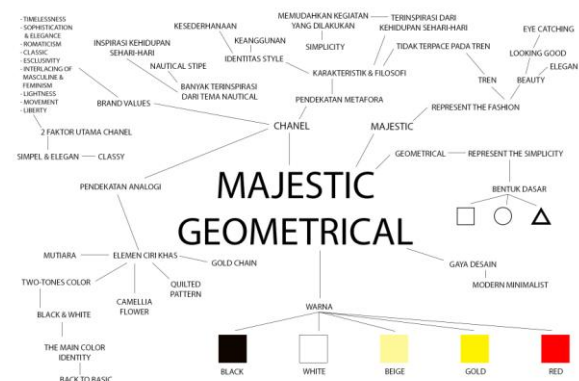 - TIMELESSNESS
- SOPHISTICATION
& ELEGANCE
- ROMATICISM
- CLASSIC
- ESCLUSIVITY
- INTERLACING OF
MASCULINE &
FEMINISM
- LIGHTNESS
- MOVEMENT
- LIBERTY
KESEDERHANAAN
INSPIRASI KEHIDUPAN
SEHARI-HARI
KEANGGUNAN
IDENTITAS STYLE
NAUTICAL STIPE
BANYAK TERINSPIRASI
DARI TEMA NAUTICAL
BRAND VALUES
MEMUDAHKAN KEGIATAN
YANG DILAKUKAN
SIMPLICITY
TERINSPIRASI DARI
KEHIDUPAN SEHARI-HARI
TIDAK TERPACE PADA TREN
KARAKTERISTIK & FILOSOFI
PENDEKATAN METAFORA
EYE CATCHING
LOOKING GOOD
ELEGAN
TREN
BEAUTY
REPRESENT THE FASHION
CHANEL
MAJESTIC
2 FAKTOR UTAMA CHANEL
SIMPEL & ELEGAN
CLASSY
GEOMETRICAL
REPRESENT THE SIMPLICITY
BENTUK DASAR
PENDEKATAN ANALOGI
MAJESTIC
GEOMETRICAL
MUTIARA
ELEMEN CIRI KHAS
GOLD CHAIN
TWO-TONES COLOR
CAMELLIA
FLOWER
QUILTED
PATTERN
BLACK & WHITE
THE MAIN COLOR
IDENTITY
BACK TO BASIC
GAYA DESAIN
MODERN MINIMALIST
WARNA
BLACK
WHITE
BEIGE
GOLD
RED